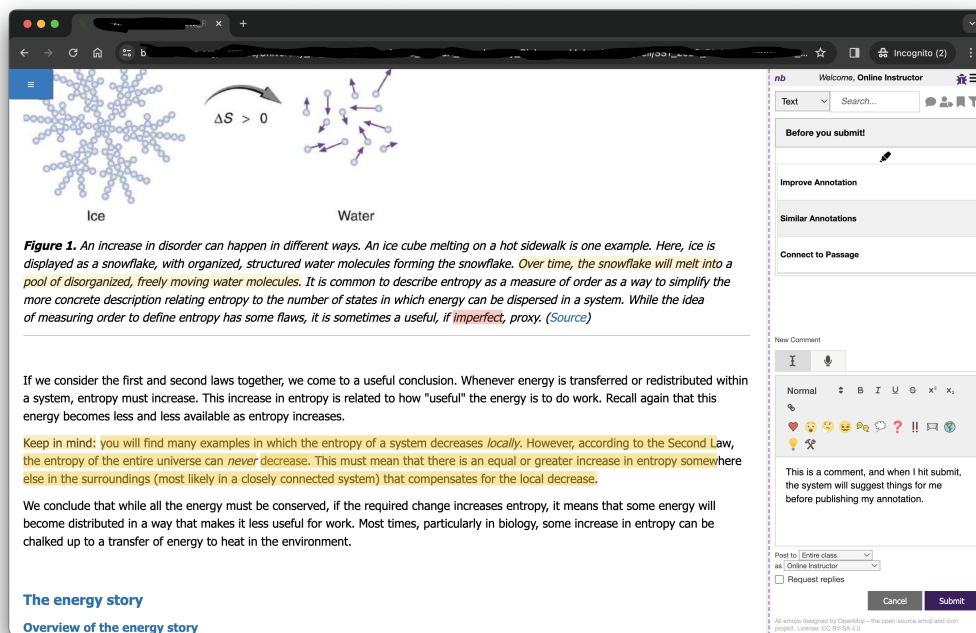 Incognito (2)
ΔS > 0
Ice
Water
Figure 1. An increase in disorder can happen in different ways. An ice cube melting on a hot sidewalk is one example. Here, ice is
displayed as a snowflake, with organized, structured water molecules forming the snowflake. Over time, the snowflake will melt into a
pool of disorganized, freely moving water molecules. It is common to describe entropy as a measure of order as a way to simplify the
more concrete description relating entropy to the number of states in which energy can be dispersed in a system. While the idea
of measuring order to define entropy has some flaws, it is sometimes a useful, if imperfect, proxy. (Source)
If we consider the first and second laws together, we come to a useful conclusion. Whenever energy is transferred or redistributed within
a system, entropy must increase. This increase in entropy is related to how "useful" the energy is to do work. Recall again that this
energy becomes less and less available as entropy increases.
Keep in mind: you will find many examples in which the entropy of a system decreases locally. However, according to the Second Law,
the entropy of the entire universe can never decrease. This must mean that there is an equal or greater increase in entropy somewhere
else in the surroundings (most likely in a closely connected system) that compensates for the local decrease.
We conclude that while all the energy must be conserved, if the required change increases entropy, it means that some energy will
become distributed in a way that makes it less useful for work. Most times, particularly in biology, some increase in entropy can be
chalked up to a transfer of energy to heat in the environment.
The energy story
Overview of the energy story
nb Welcome, Online Instructor
Text Search...
Before you submit!
Improve Annotation
Similar Annotations
Connect to Passage
New Comment
Normal B I U S x² x₂
This is a comment, and when I hit submit,
the system will suggest things for me
before publishing my annotation.
Post to Entire class
as Online Instructor
Request replies
Cancel Submit
All emojis designed by OpenMoji – the open-source emoji and icon
project. License: CC BY-SA 4.0